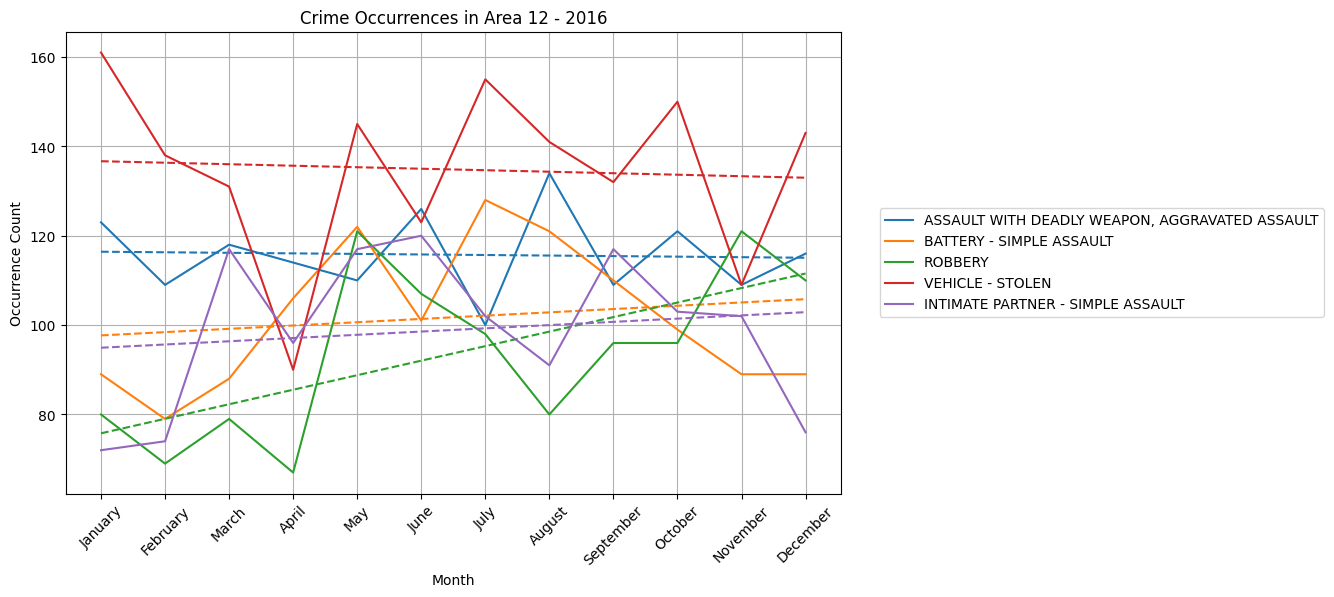 Crime Occurrences in Area 12 - 2016
160
140
120
100
80
Occurrence Count
January
February
March
April
May
June
July
August
September
October
November
December
Month
ASSAULT WITH DEADLY WEAPON, AGGRAVATED ASSAULT
BATTERY - SIMPLE ASSAULT
ROBBERY
VEHICLE - STOLEN
INTIMATE PARTNER - SIMPLE ASSAULT